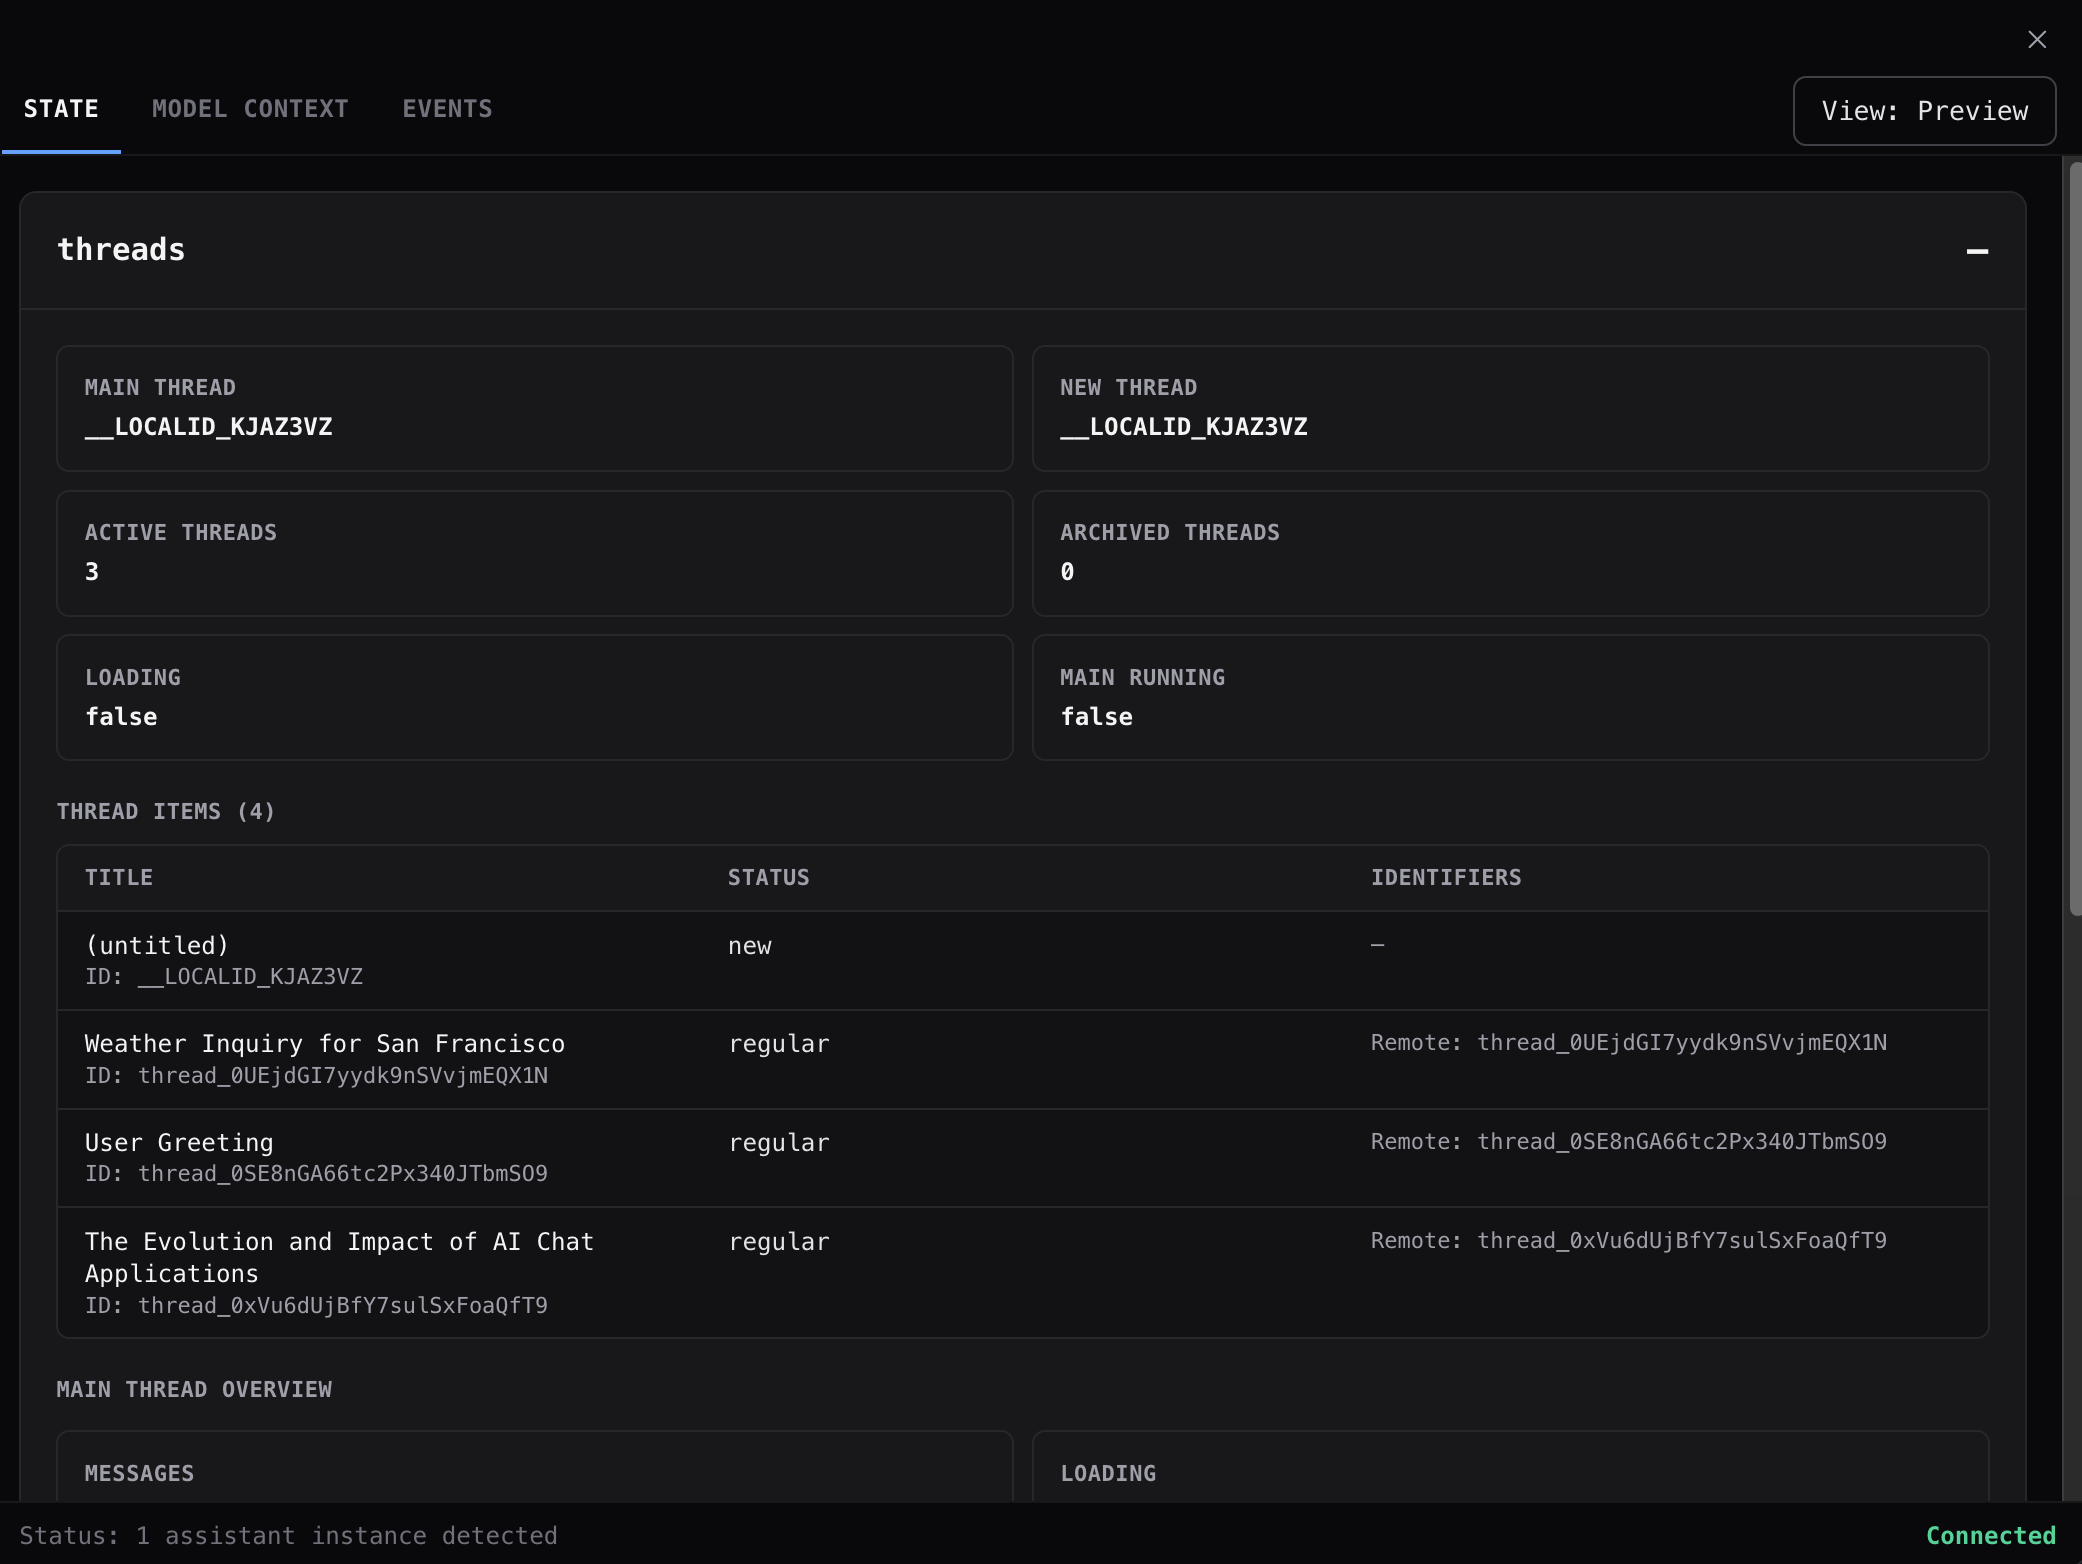 STATE MODEL CONTEXT EVENTS View: Preview
threads
MAIN THREAD
__LOCALID_KJAZ3VZ
NEW THREAD
__LOCALID_KJAZ3VZ
ACTIVE THREADS
3
ARCHIVED THREADS
0
LOADING
false
MAIN RUNNING
false
THREAD ITEMS (4)
TITLE STATUS IDENTIFIERS
(untitled) new —
ID: __LOCALID_KJAZ3VZ
Weather Inquiry for San Francisco regular Remote: thread_0UEjdGI7yydk9nSVvjmEQX1N
ID: thread_0UEjdGI7yydk9nSVvjmEQX1N
User Greeting regular Remote: thread_0SE8nGA66tc2Px340JTbmSO9
ID: thread_0SE8nGA66tc2Px340JTbmSO9
The Evolution and Impact of AI Chat regular Remote: thread_0xVu6dUjBfY7sulSxFoaQfT9
Applications
ID: thread_0xVu6dUjBfY7sulSxFoaQfT9
MAIN THREAD OVERVIEW
MESSAGES
LOADING
Status: 1 assistant instance detected Connected